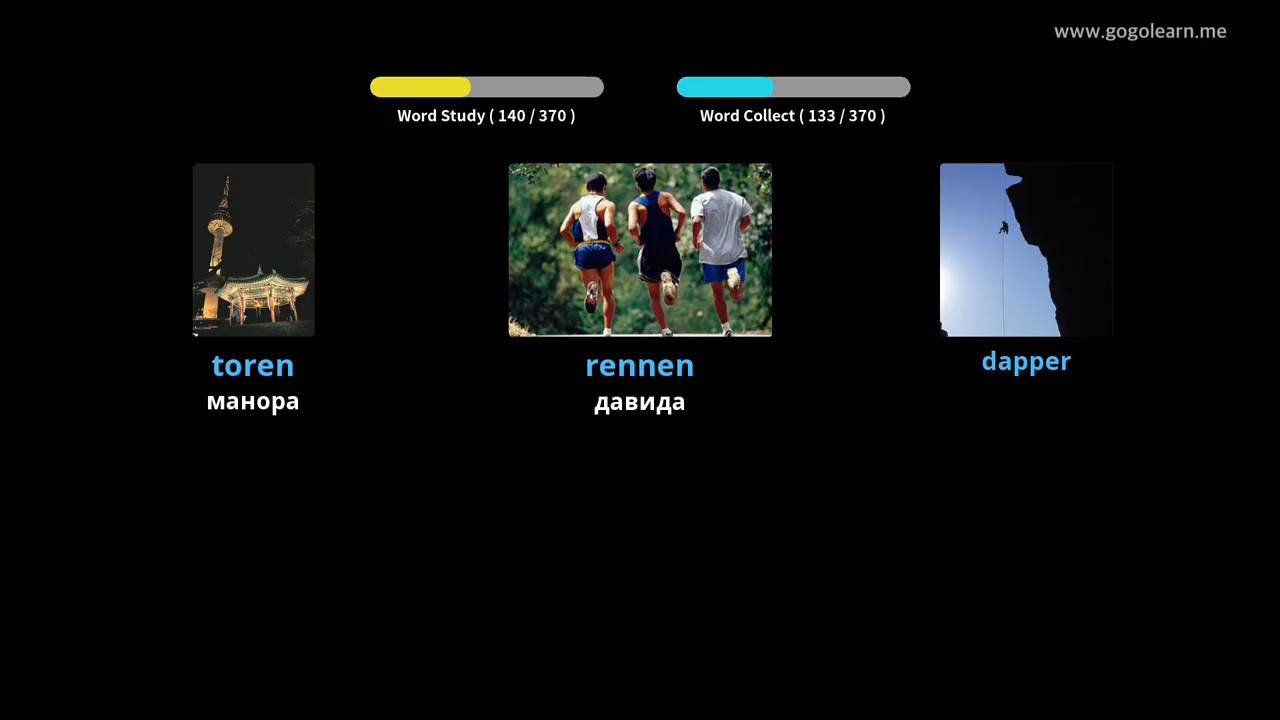 www.gogolearn.me
Word Study ( 140 / 370 )
Word Collect ( 133 / 370 )
toren
манора
rennen
давида
dapper